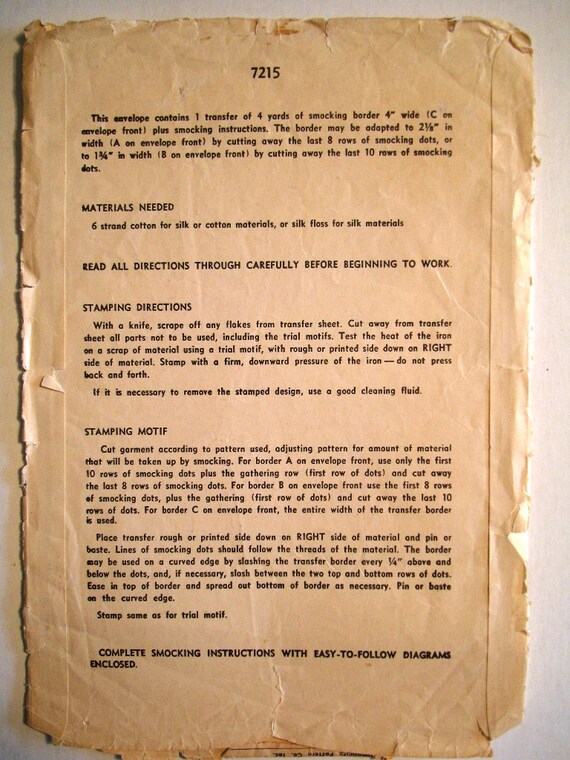 7215
This envelope contains 1 transfer of 4 yards of smocking border 4" wide (C on
envelope front) plus smocking instructions. The border may be adapted to 2⅛" in
width (A on envelope front) by cutting away the last 8 rows of smocking dots, or
to 1¾" in width (B on envelope front) by cutting away the last 10 rows of smocking
dots.
MATERIALS NEEDED
6 strand cotton for silk or cotton materials, or silk floss for silk materials
READ ALL DIRECTIONS THROUGH CAREFULLY BEFORE BEGINNING TO WORK.
STAMPING DIRECTIONS
With a knife, scrape off any flakes from transfer sheet. Cut away from transfer
sheet all parts not to be used, including the trial motifs. Test the heat of the iron
on a scrap of material using a trial motif, with rough or printed side down on RIGHT
side of material. Stamp with a firm, downward pressure of the iron — do not press
back and forth.
If it is necessary to remove the stamped design, use a good cleaning fluid.
STAMPING MOTIF
Cut garment according to pattern used, adjusting pattern for amount of material
that will be taken up by smocking. For border A on envelope front, use only the first
10 rows of smocking dots plus the gathering row (first row of dots) and cut away
the last 8 rows of smocking dots. For border B on envelope front use the first 8 rows
of smocking dots, plus the gathering (first row of dots) and cut away the last 10
rows of dots. For border C on envelope front, the entire width of the transfer border
is used.
Place transfer rough or printed side down on RIGHT side of material and pin or
baste. Lines of smocking dots should follow the threads of the material. The border
may be used on a curved edge by slashing the transfer border every ¼" above and
below the dots, and, if necessary, slash between the two top and bottom rows of dots.
Ease in top of border and spread out bottom of border as necessary. Pin or baste
on the curved edge.
Stamp same as for trial motif.
COMPLETE SMOCKING INSTRUCTIONS WITH EASY-TO-FOLLOW DIAGRAMS
ENCLOSED.
Pattern Co. Inc.